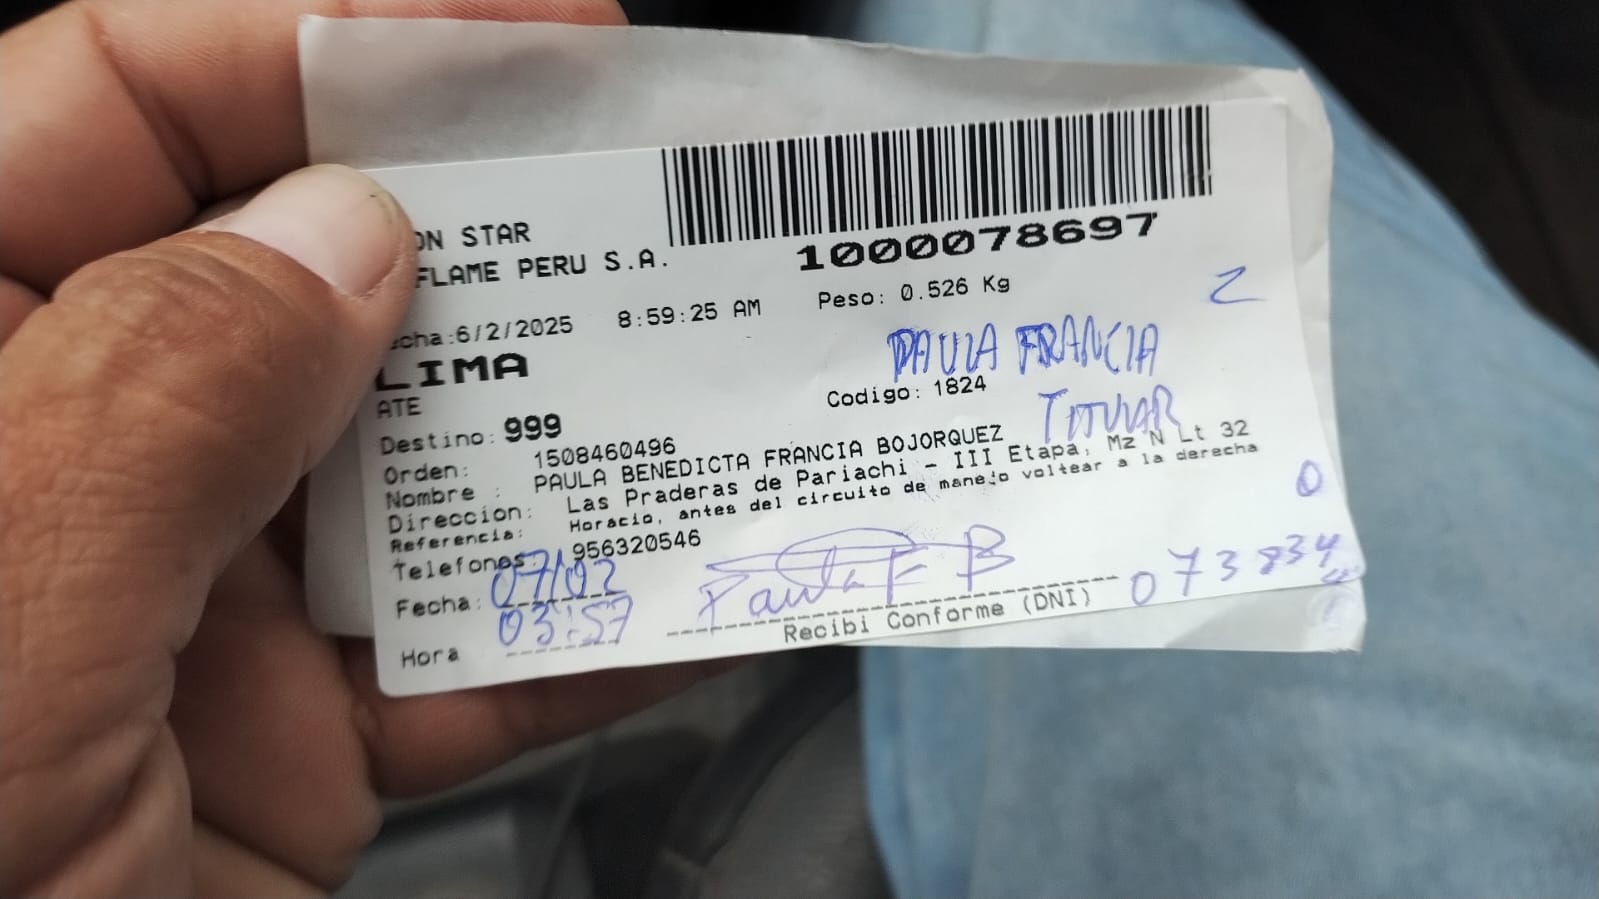 ON STAR
FLAME PERU S.A.
1000078697
cha:6/2/2025 8:59:25 AM Peso: 0.526 Kg
2
LIMA
PAULA FRANCIA
ATE
Codigo: 1824
TITULAR
Destino: 999
Orden: 1508460496
Nombre : PAULA BENEDICTA FRANCIA BOJORQUEZ
Direccion: Las Praderas de Pariachi - III Etapa, Mz N Lt 32
Referencia: Horacio, antes del circuito de manejo voltear a la derecha
0
Telefonos 956320546
Fecha: 07/02
Paula F B
Hora 03:57
Recibi Conforme (DNI)